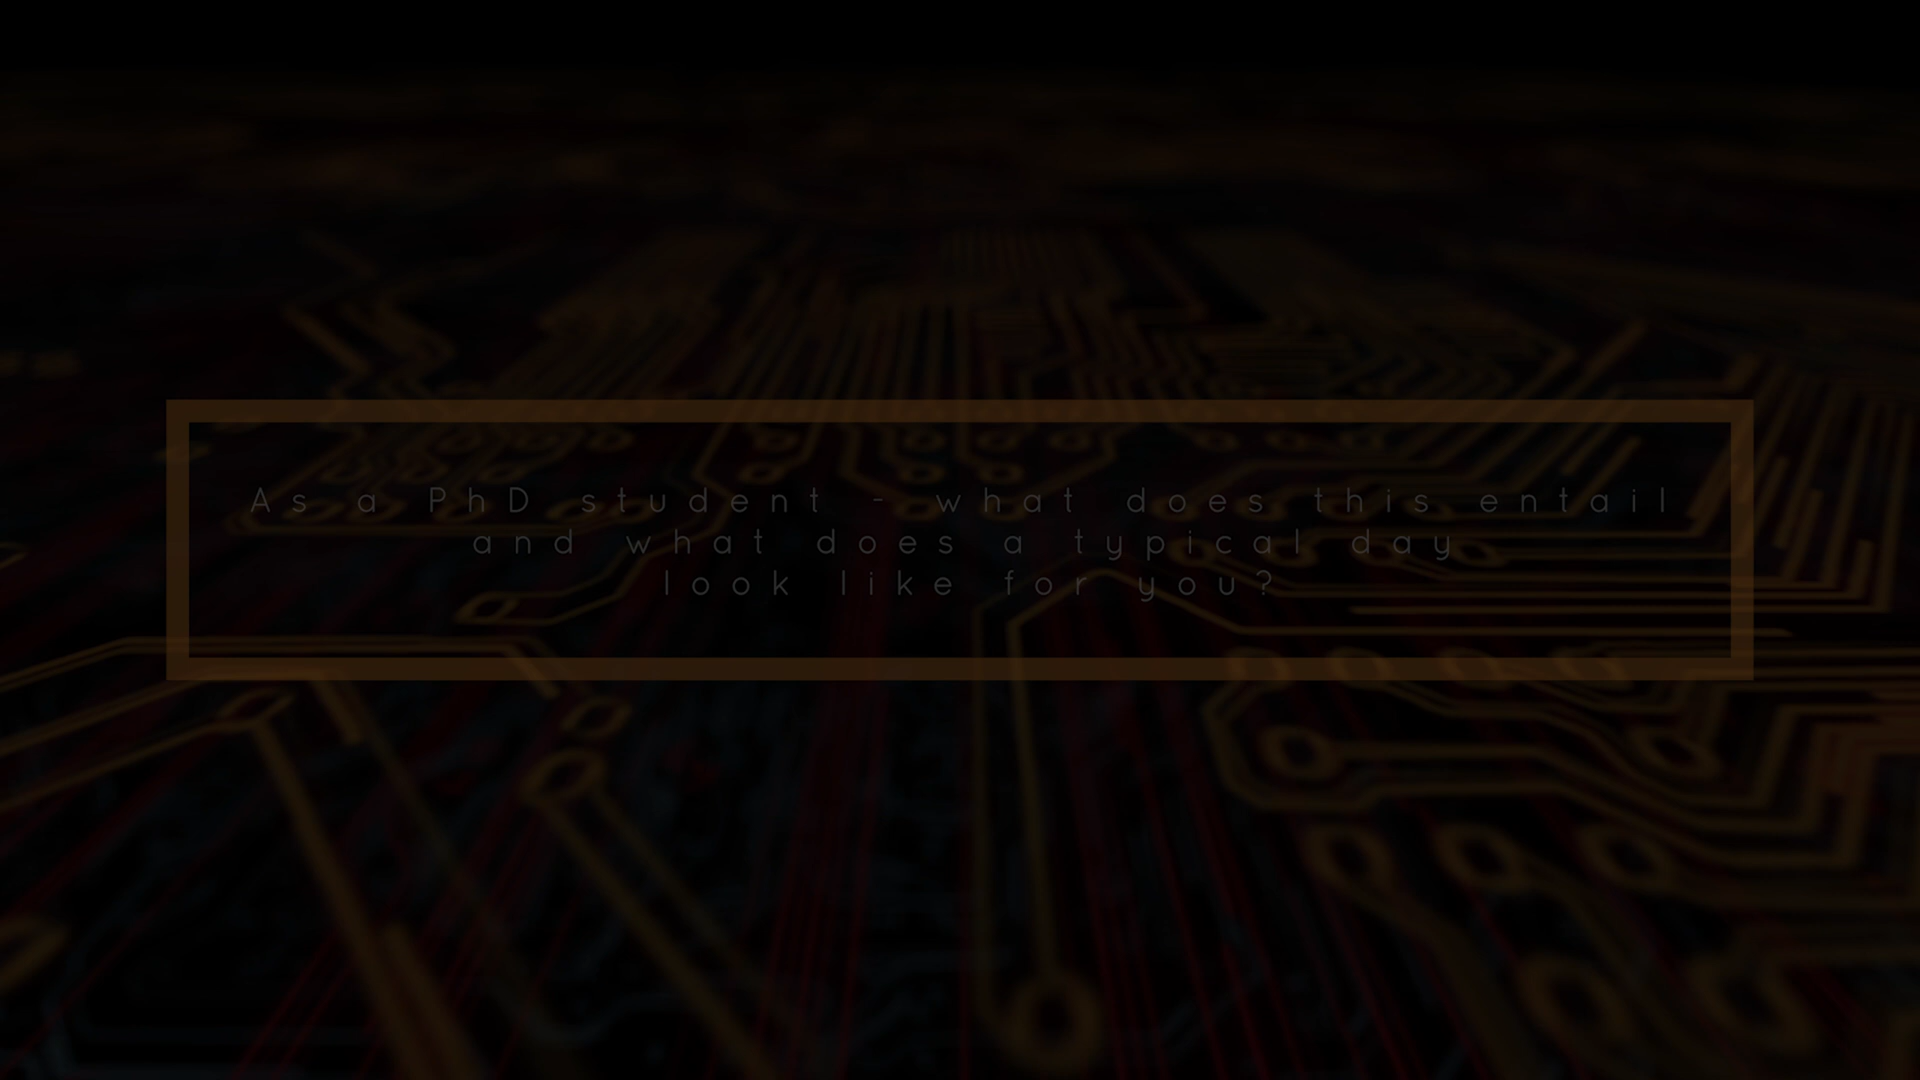 As a PhD student - what does this entail
and what does a typical day
look like for you?